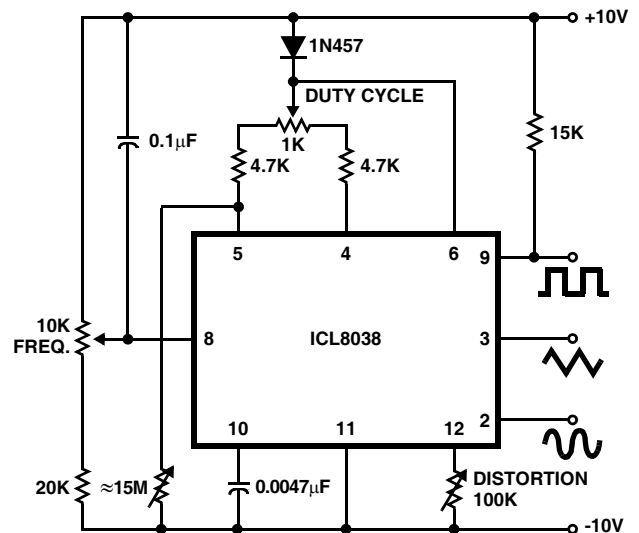 +10V
1N457
DUTY CYCLE
1K
0.1μF
4.7K
4.7K
15K
5
4
6
9
10K
FREQ.
8
ICL8038
3
2
10
11
12
20K
≈15M
0.0047μF
DISTORTION
100K
-10V